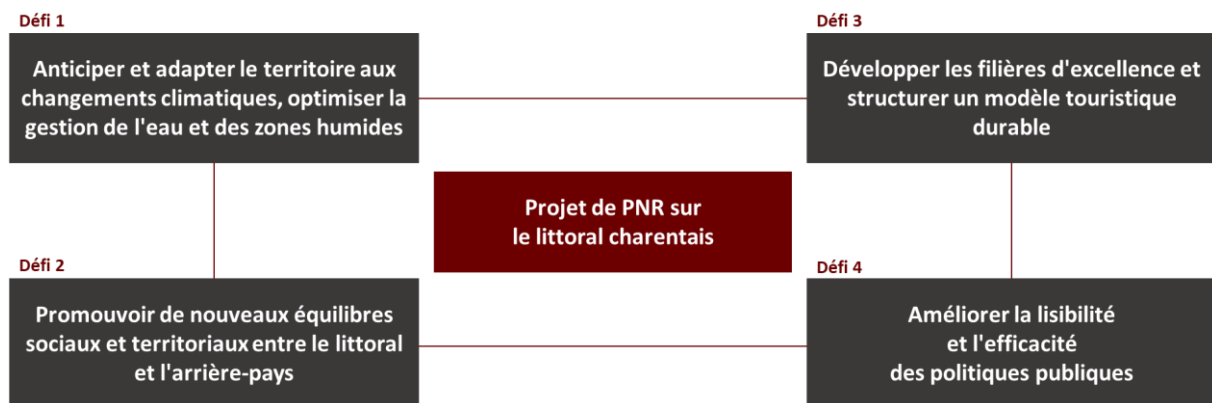 Défi 1
Anticiper et adapter le territoire aux
changements climatiques, optimiser la
gestion de l'eau et des zones humides
Défi 3
Développer les filières d'excellence et
structurer un modèle touristique
durable
Projet de PNR sur
le littoral charentais
Défi 2
Promouvoir de nouveaux équilibres
sociaux et territoriaux entre le littoral
et l'arrière-pays
Défi 4
Améliorer la lisibilité
et l'efficacité
des politiques publiques